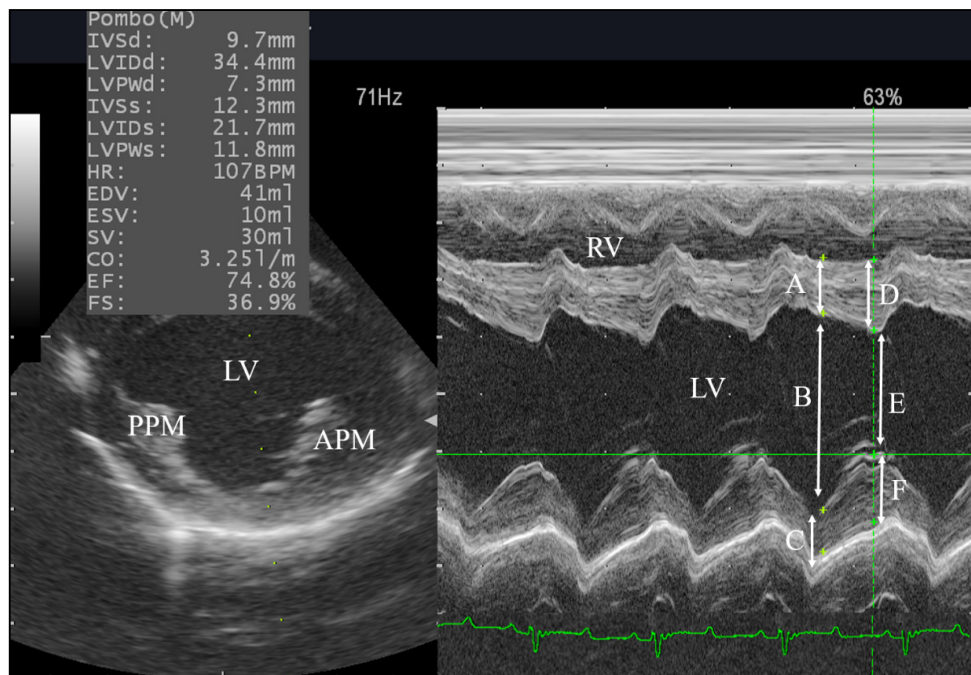 Pombo(M)
IVSd: 9.7mm
LVIDd: 34.4mm
LVPWd: 7.3mm
IVSs: 12.3mm
LVIDs: 21.7mm
LVPWs: 11.8mm
HR: 107BPM
EDV: 41ml
ESV: 10ml
SV: 30ml
CO: 3.25l/m
EF: 74.8%
FS: 36.9%
71Hz
63%
RV
A
D
LV
LV
B
E
PPM
APM
F
C